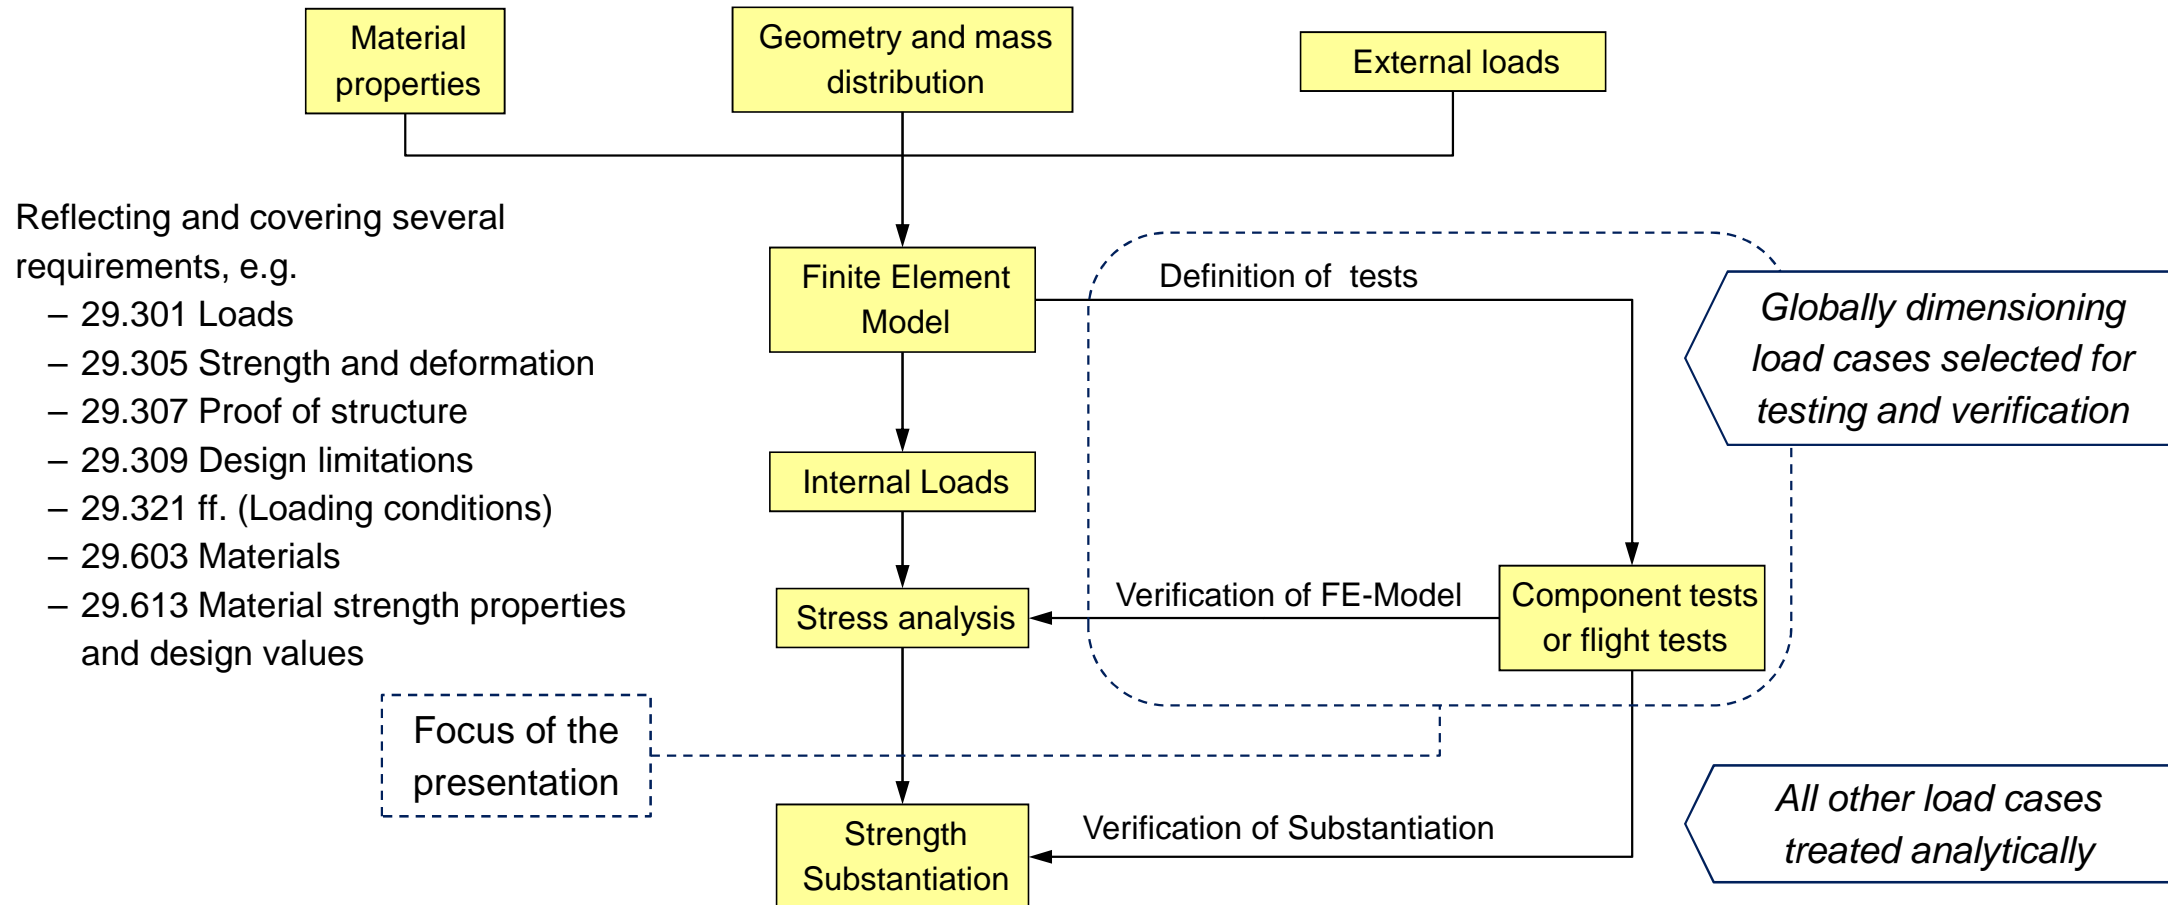 Material
properties
Geometry and mass
distribution
External loads
Reflecting and covering several
requirements, e.g.
– 29.301 Loads
– 29.305 Strength and deformation
– 29.307 Proof of structure
– 29.309 Design limitations
– 29.321 ff. (Loading conditions)
– 29.603 Materials
– 29.613 Material strength properties
and design values
Finite Element
Model
Definition of  tests
Globally dimensioning
load cases selected for
testing and verification
Internal Loads
Stress analysis
Verification of FE-Model
Component tests
or flight tests
Focus of the
presentation
Strength
Substantiation
Verification of Substantiation
All other load cases
treated analytically